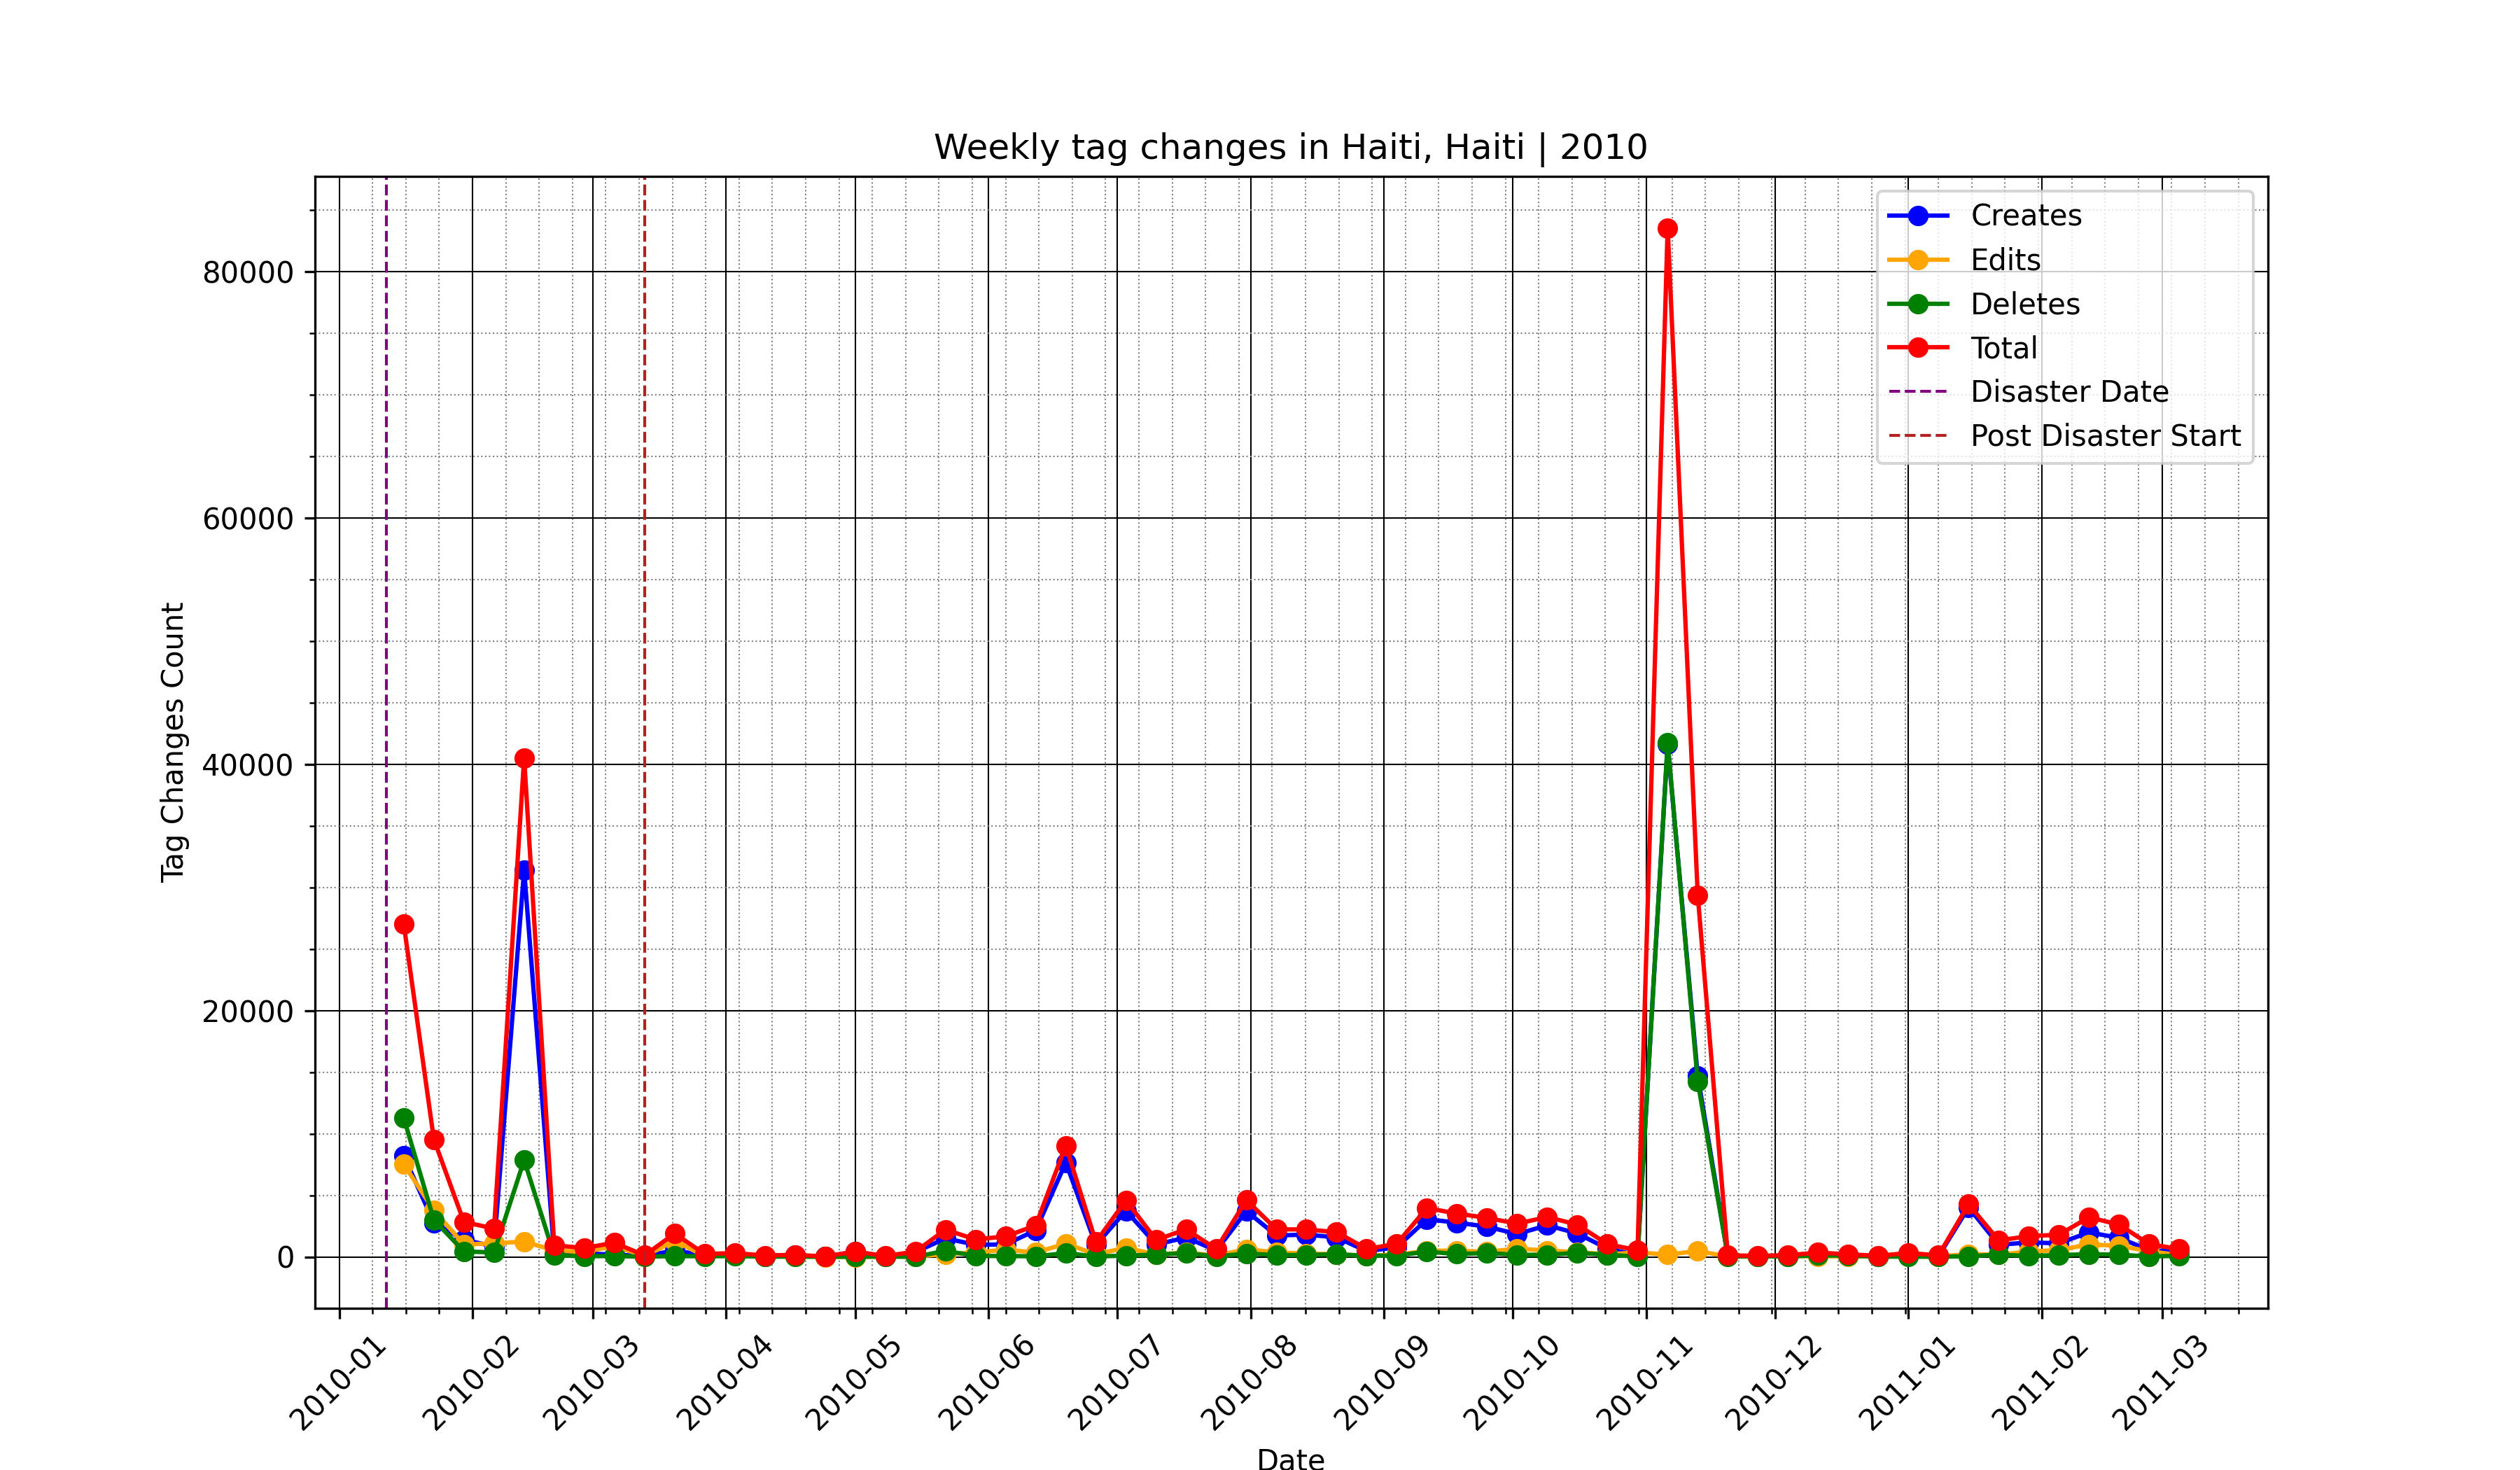 Weekly tag changes in Haiti, Haiti | 2010
Creates
Edits
Deletes
Total
Disaster Date
Post Disaster Start
Tag Changes Count
80000
60000
40000
20000
0
2010-01
2010-02
2010-03
2010-04
2010-05
2010-06
2010-07
2010-08
2010-09
2010-10
2010-11
2010-12
2011-01
2011-02
2011-03
Date